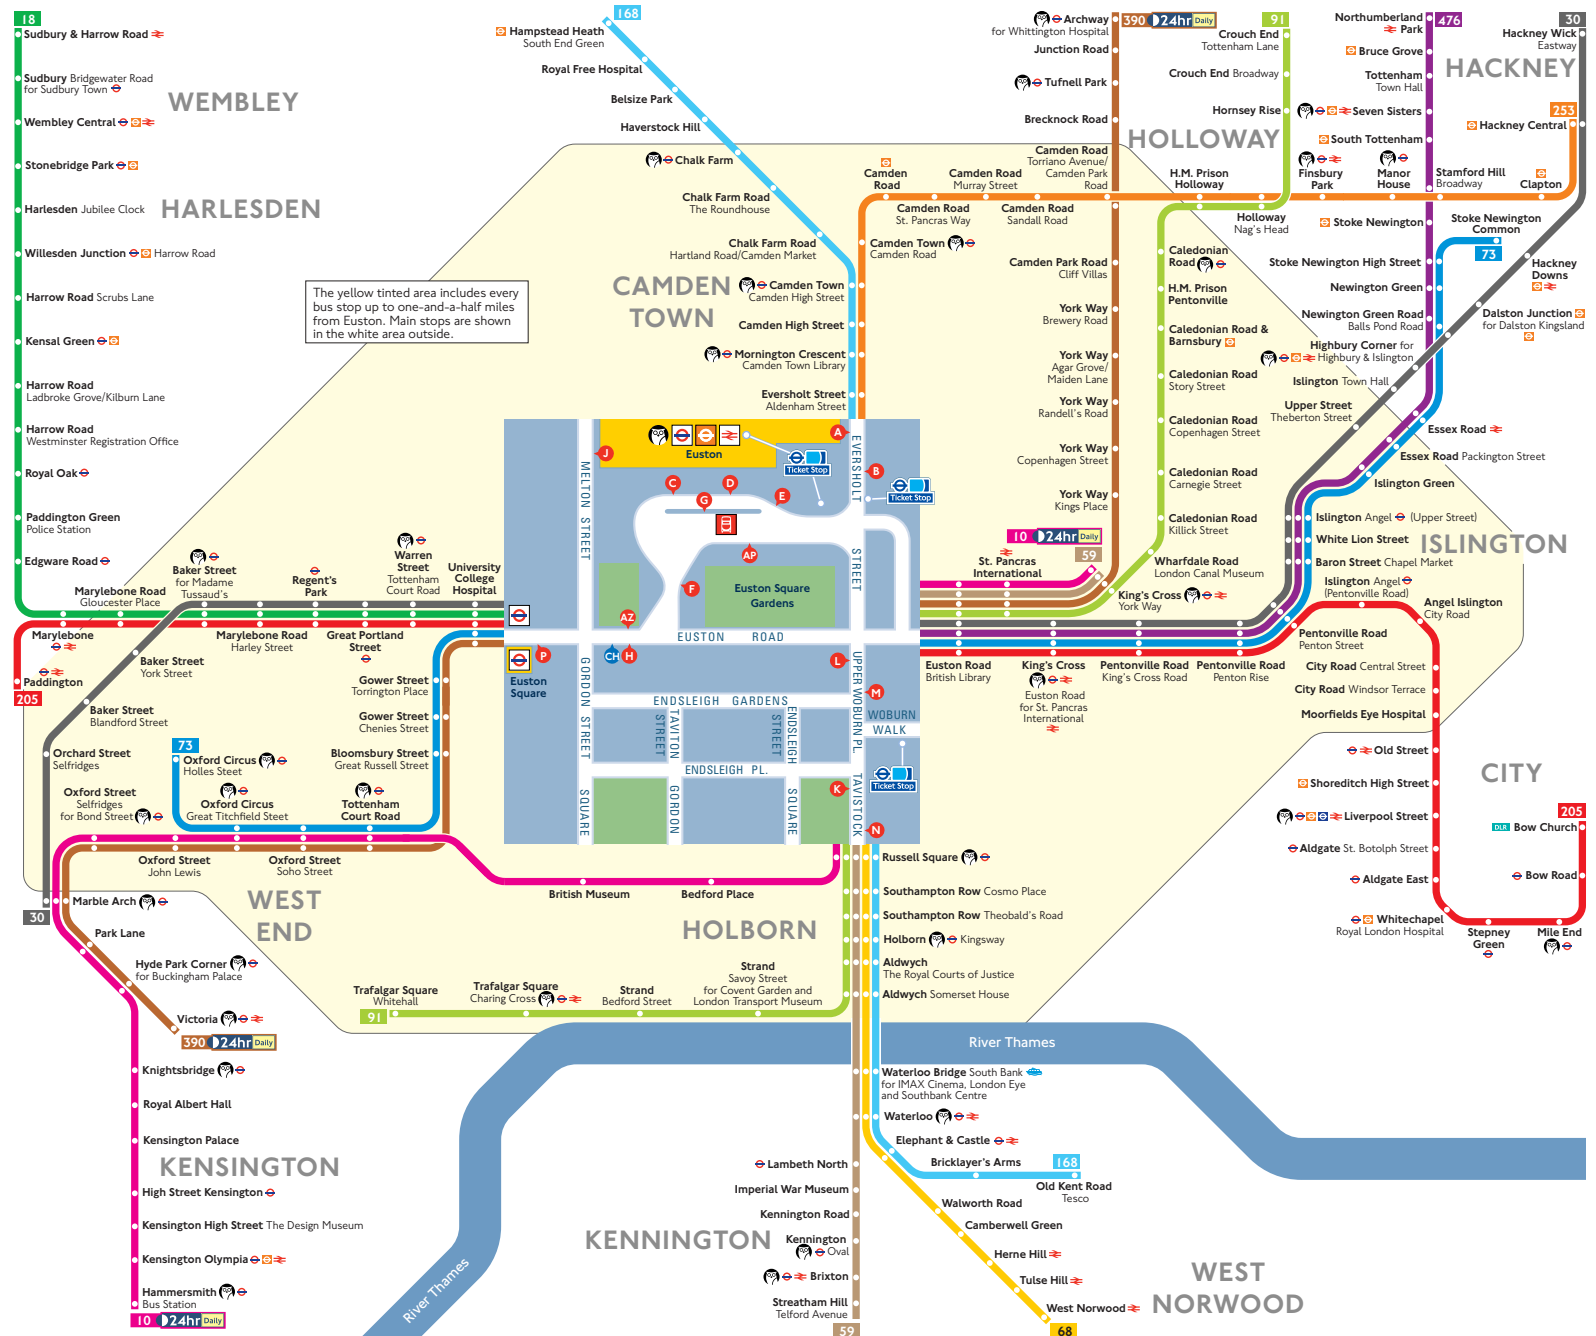 18
Sudbury & Harrow Road
Sudbury Bridgewater Road
for Sudbury Town
Wembley Central
Stonebridge Park
Harlesden Jubilee Clock
Willesden Junction Harrow Road
Harrow Road Scrubs Lane
Kensal Green
Harrow Road
Ladbroke Grove/Kilburn Lane
Harrow Road
Westminster Registration Office
Royal Oak
Paddington Green
Police Station
Edgware Road
WEMBLEY
HARLESDEN
The yellow tinted area includes every
bus stop up to one-and-a-half miles
from Euston. Main stops are shown
in the white area outside.
168
Hampstead Heath
South End Green
Royal Free Hospital
Belsize Park
Haverstock Hill
Chalk Farm
Chalk Farm Road
The Roundhouse
Chalk Farm Road
Hartland Road/Camden Market
CAMDEN
TOWN
Camden Town
Camden High Street
Camden High Street
Mornington Crescent
Camden Town Library
Eversholt Street
Aldenham Street
Camden
Road
Camden Road
Murray Street
Camden Road
St. Pancras Way
Camden Road
Sandall Road
Camden Town
Camden Road
Archway
for Whittington Hospital
390 24hr Daily
Junction Road
Tufnell Park
Brecknock Road
Camden Road
Torriano Avenue/
Camden Park
Road
Camden Park Road
Cliff Villas
York Way
Brewery Road
York Way
Agar Grove/
Maiden Lane
York Way
Randell's Road
York Way
Copenhagen Street
York Way
Kings Place
10 24hr Daily
59
St. Pancras
International
91
Crouch End
Tottenham Lane
Crouch End Broadway
Hornsey Rise
HOLLOWAY
H.M. Prison
Holloway
Holloway
Nag's Head
Caledonian
Road
H.M. Prison
Pentonville
Caledonian Road &
Barnsbury
Caledonian Road
Story Street
Caledonian Road
Copenhagen Street
Caledonian Road
Carnegie Street
Caledonian Road
Killick Street
Wharfdale Road
London Canal Museum
King's Cross
York Way
Northumberland
Park
476
Bruce Grove
Tottenham
Town Hall
Seven Sisters
South Tottenham
Finsbury
Park
Manor
House
Stamford Hill
Broadway
Clapton
30
Hackney Wick
Eastway
HACKNEY
253
Hackney Central
Stoke Newington
Stoke Newington
Common
73
Stoke Newington High Street
Newington Green
Newington Green Road
Balls Pond Road
Hackney
Downs
Dalston Junction
for Dalston Kingsland
Highbury Corner for
Highbury & Islington
Islington Town Hall
Upper Street
Theberton Street
Essex Road
Essex Road Packington Street
Islington Green
Islington Angel (Upper Street)
White Lion Street
Baron Street Chapel Market
ISLINGTON
Islington Angel
(Pentonville Road)
Angel Islington
City Road
Pentonville Road
Penton Street
City Road Central Street
City Road Windsor Terrace
Moorfields Eye Hospital
Old Street
Shoreditch High Street
Liverpool Street
Aldgate St. Botolph Street
Aldgate East
Whitechapel
Royal London Hospital
Stepney
Green
Mile End
CITY
205
DLR Bow Church
Bow Road
Euston Road
British Library
King's Cross
Euston Road
for St. Pancras
International
Pentonville Road
King's Cross Road
Pentonville Road
Penton Rise
Marylebone Road
Gloucester Place
Baker Street
for Madame
Tussaud's
Regent's
Park
Warren
Street
Tottenham
Court Road
University
College
Hospital
Marylebone
Paddington
205
Marylebone Road
Harley Street
Great Portland
Street
Baker Street
York Street
Baker Street
Blandford Street
Orchard Street
Selfridges
Gower Street
Torrington Place
Gower Street
Chenies Street
Bloomsbury Street
Great Russell Street
73
Oxford Circus
Holles Steet
Oxford Street
Selfridges
for Bond Street
Oxford Circus
Great Titchfield Steet
Tottenham
Court Road
Oxford Street
John Lewis
Oxford Street
Soho Street
WEST
END
Marble Arch
30
Park Lane
Hyde Park Corner
for Buckingham Palace
Victoria
390 24hr Daily
Knightsbridge
Royal Albert Hall
Kensington Palace
KENSINGTON
High Street Kensington
Kensington High Street The Design Museum
Kensington Olympia
Hammersmith
Bus Station
10 24hr Daily
Euston
J
A
B
C
D
E
G
AP
F
AZ
CH
H
P
L
M
K
N
Ticket Stop
Ticket Stop
Ticket Stop
MELTON STREET
EVERSHOLT
STREET
Euston Square
Gardens
EUSTON ROAD
Euston
Square
GORDON STREET
ENDSLEIGH GARDENS
TAVITON
STREET
ENDSLEIGH
STREET
UPPER WOBURN PL.
WOBURN
WALK
ENDSLEIGH PL.
SQUARE
GORDON
SQUARE
TAVISTOCK
British Museum
Bedford Place
HOLBORN
Russell Square
Southampton Row Cosmo Place
Southampton Row Theobald's Road
Holborn Kingsway
Aldwych
The Royal Courts of Justice
Aldwych Somerset House
Trafalgar Square
Whitehall
91
Trafalgar Square
Charing Cross
Strand
Bedford Street
Strand
Savoy Street
for Covent Garden and
London Transport Museum
River Thames
River Thames
Waterloo Bridge South Bank
for IMAX Cinema, London Eye
and Southbank Centre
Waterloo
Elephant & Castle
Bricklayer's Arms
168
Old Kent Road
Tesco
Lambeth North
Imperial War Museum
Kennington Road
KENNINGTON
Kennington
Oval
Brixton
Streatham Hill
Telford Avenue
59
Walworth Road
Camberwell Green
Herne Hill
Tulse Hill
West Norwood
68
WEST
NORWOOD